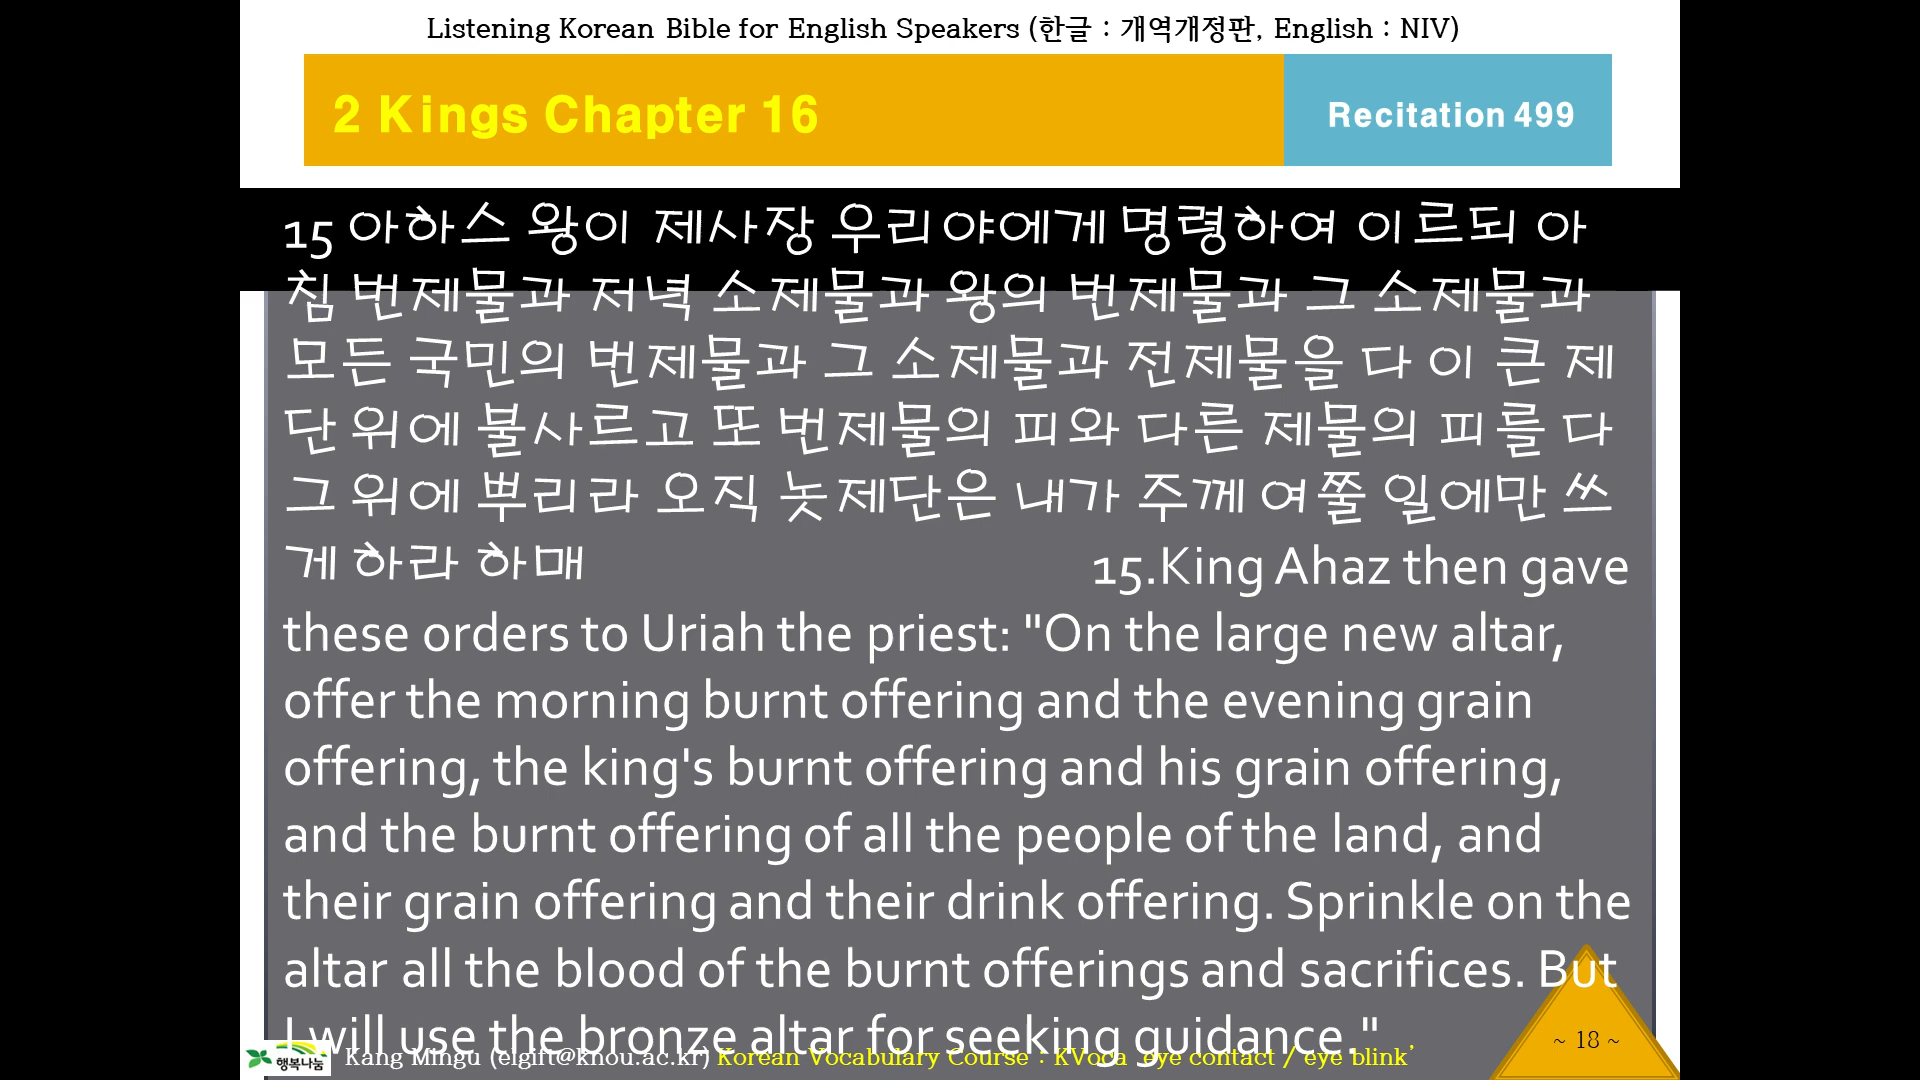 Listening Korean Bible for English Speakers (한글 : 개역개정판, English : NIV)
2 Kings Chapter 16
Recitation 499
15 아하스 왕이 제사장 우리야에게 명령하여 이르되 아
침 번제물과 저녁 소제물과 왕의 번제물과 그 소제물과
모든 국민의 번제물과 그 소제물과 전제물을 다 이 큰 제
단 위에 불사르고 또 번제물의 피와 다른 제물의 피를 다
그 위에 뿌리라 오직 놋제단은 내가 주께 여쭐 일에만 쓰
게 하라 하매 15.King Ahaz then gave
these orders to Uriah the priest: "On the large new altar,
offer the morning burnt offering and the evening grain
offering, the king's burnt offering and his grain offering,
and the burnt offering of all the people of the land, and
their grain offering and their drink offering. Sprinkle on the
altar all the blood of the burnt offerings and sacrifices. But
I will use the bronze altar for seeking guidance."
~ 18 ~
행복나눔
Kang Mingu (elgift@knou.ac.kr) Korean Vocabulary Course : KVoca 'eye contact / eye blink'